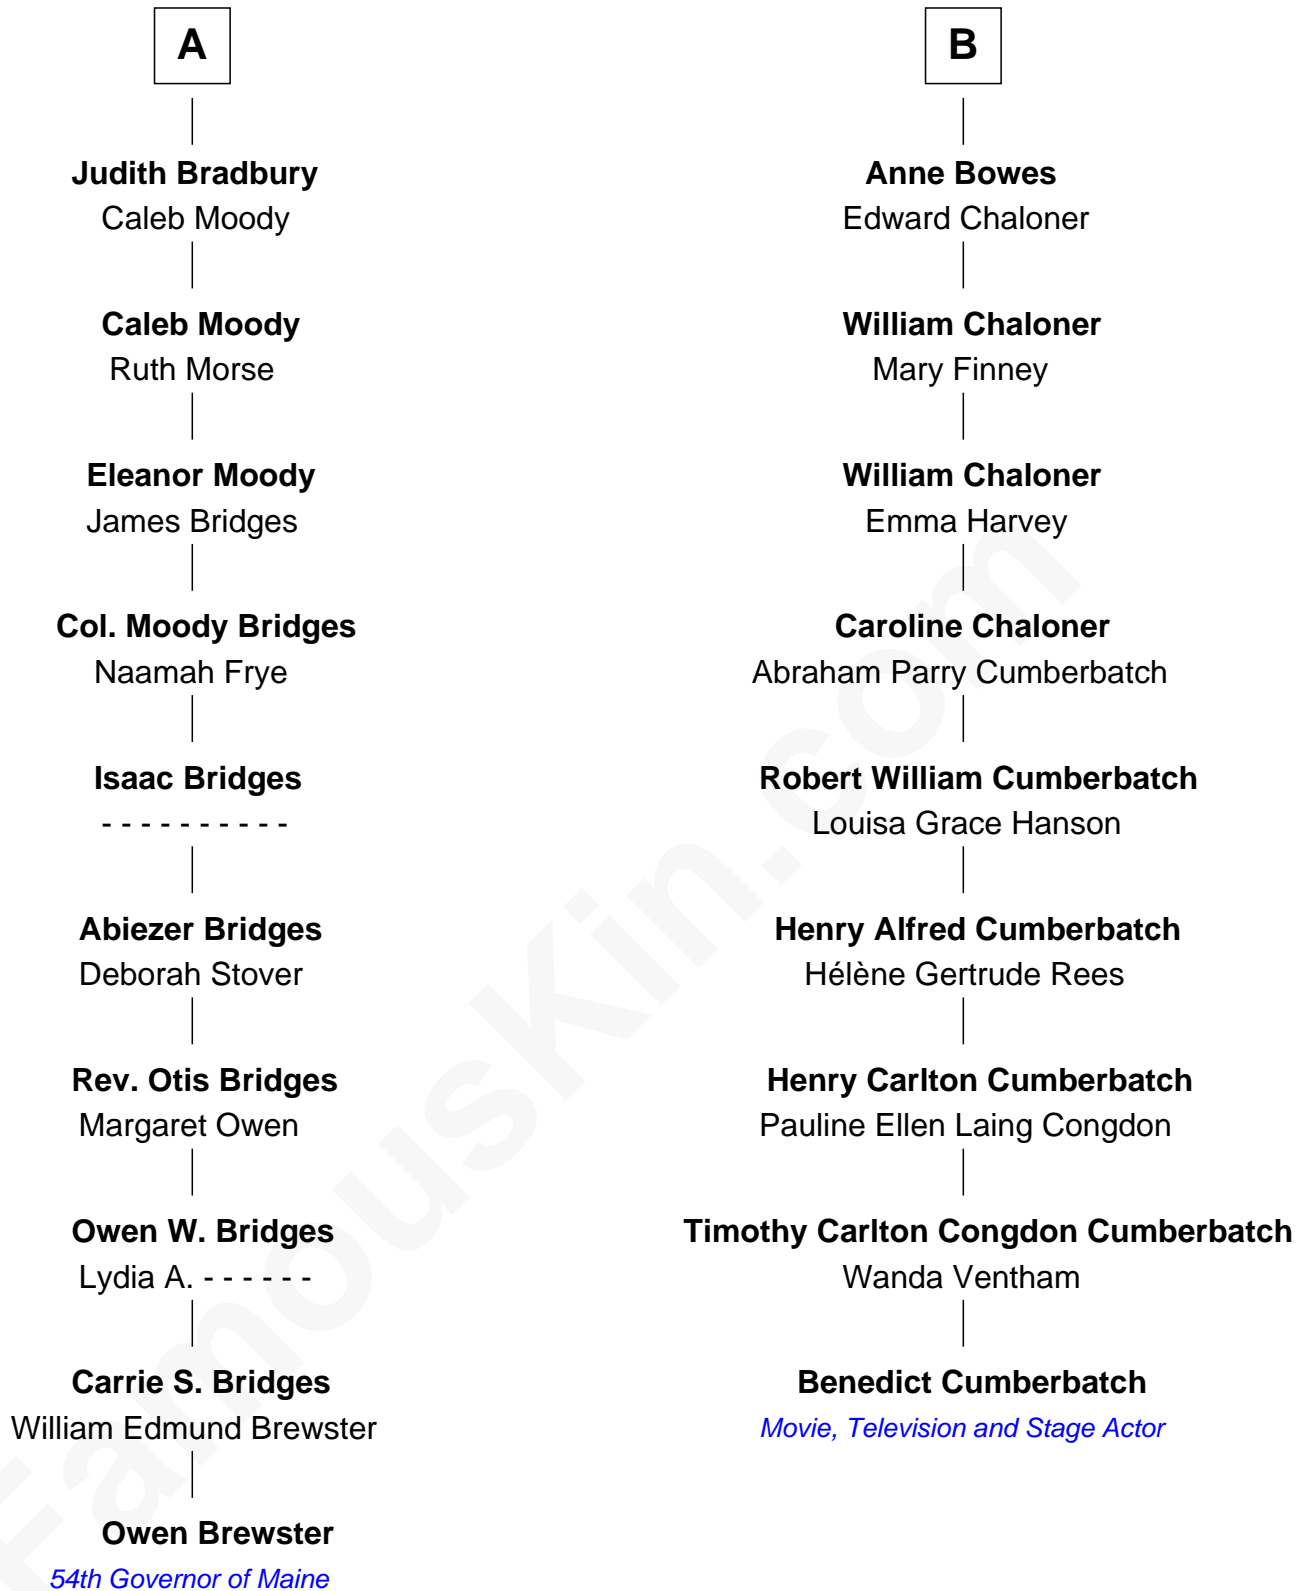 A
Judith Bradbury
Caleb Moody
Caleb Moody
Ruth Morse
Eleanor Moody
James Bridges
Col. Moody Bridges
Naamah Frye
Isaac Bridges
- - - - - - - - - -
Abiezer Bridges
Deborah Stover
Rev. Otis Bridges
Margaret Owen
Owen W. Bridges
Lydia A. - - - - - -
Carrie S. Bridges
William Edmund Brewster
Owen Brewster
54th Governor of Maine
B
Anne Bowes
Edward Chaloner
William Chaloner
Mary Finney
William Chaloner
Emma Harvey
Caroline Chaloner
Abraham Parry Cumberbatch
Robert William Cumberbatch
Louisa Grace Hanson
Henry Alfred Cumberbatch
Hélène Gertrude Rees
Henry Carlton Cumberbatch
Pauline Ellen Laing Congdon
Timothy Carlton Congdon Cumberbatch
Wanda Ventham
Benedict Cumberbatch
Movie, Television and Stage Actor
FamousKin.com